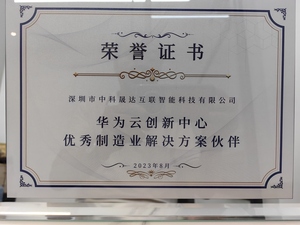 荣誉证书
深圳市中科晟达互联智能科技有限公司
华为云创新中心
优秀制造业解决方案伙伴
2023年8月